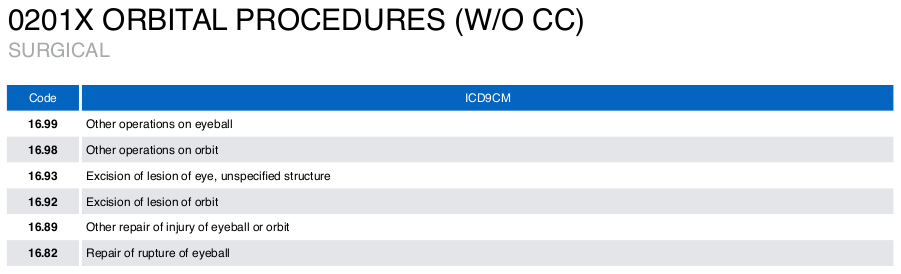 0201X ORBITAL PROCEDURES (W/O CC)
SURGICAL
Code ICD9CM
16.99 Other operations on eyeball
16.98 Other operations on orbit
16.93 Excision of lesion of eye, unspecified structure
16.92 Excision of lesion of orbit
16.89 Other repair of injury of eyeball or orbit
16.82 Repair of rupture of eyeball